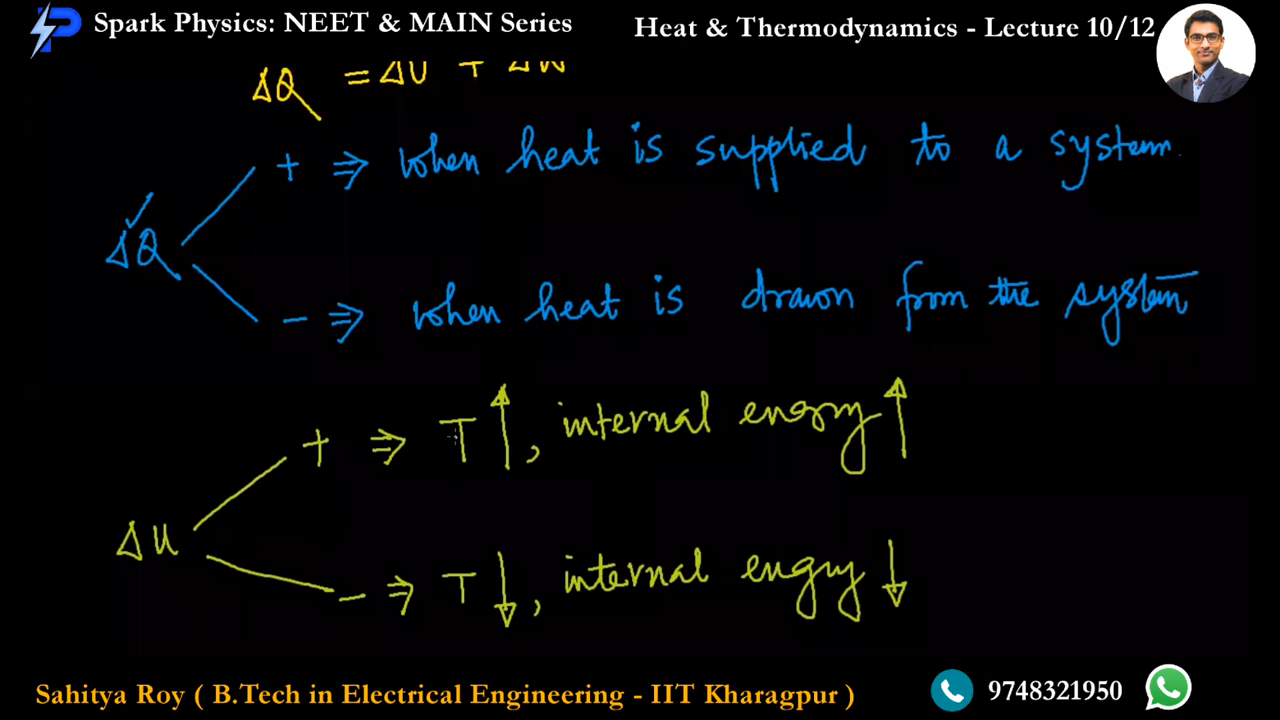 Spark Physics: NEET & MAIN Series
Heat & Thermodynamics - Lecture 10/12
ΔQ = ΔU + ΔW
+ ⇒ when heat is supplied to a system.
ΔQ
- ⇒ when heat is drawn from the system
+ ⇒ T↑, internal energy ↑
ΔU
- ⇒ T↓, internal energy ↓
Sahitya Roy ( B.Tech in Electrical Engineering - IIT Kharagpur )
9748321950